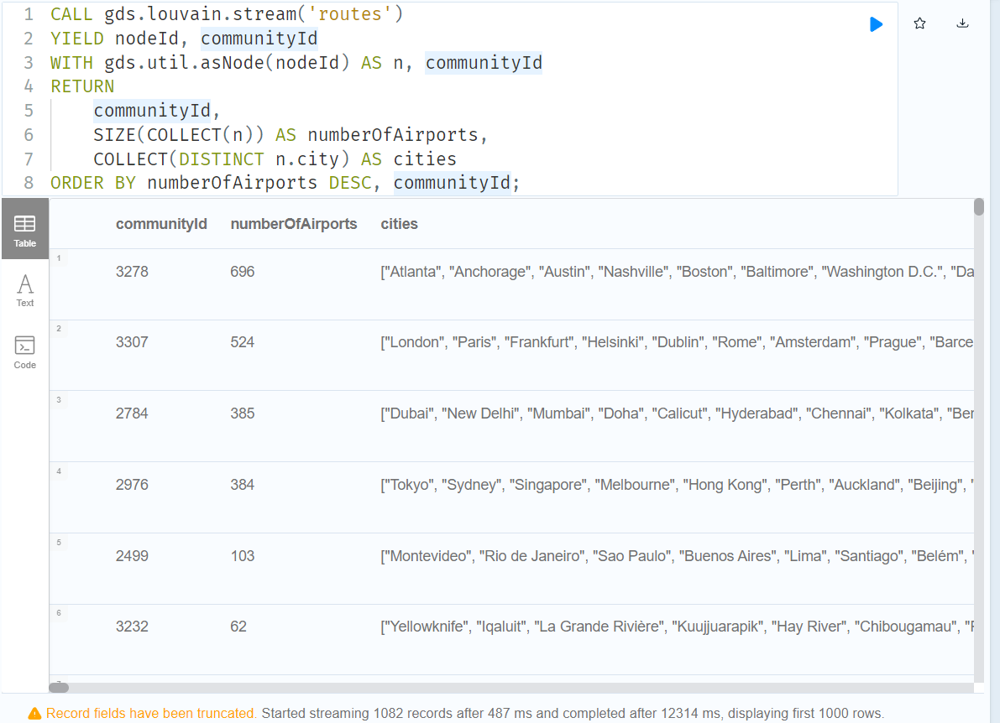 1 CALL gds.louvain.stream('routes')
2 YIELD nodeId, communityId
3 WITH gds.util.asNode(nodeId) AS n, communityId
4 RETURN
5 communityId,
6 SIZE(COLLECT(n)) AS numberOfAirports,
7 COLLECT(DISTINCT n.city) AS cities
8 ORDER BY numberOfAirports DESC, communityId;
Table
Text
Code
communityId numberOfAirports cities
1 3278 696 ["Atlanta", "Anchorage", "Austin", "Nashville", "Boston", "Baltimore", "Washington D.C.", "Da
2 3307 524 ["London", "Paris", "Frankfurt", "Helsinki", "Dublin", "Rome", "Amsterdam", "Prague", "Barce
3 2784 385 ["Dubai", "New Delhi", "Mumbai", "Doha", "Calicut", "Hyderabad", "Chennai", "Kolkata", "Ber
4 2976 384 ["Tokyo", "Sydney", "Singapore", "Melbourne", "Hong Kong", "Perth", "Auckland", "Beijing", "
5 2499 103 ["Montevideo", "Rio de Janeiro", "Sao Paulo", "Buenos Aires", "Lima", "Santiago", "Belém", "
6 3232 62 ["Yellowknife", "Iqaluit", "La Grande Rivière", "Kuujjuarapik", "Hay River", "Chibougamau", "
Record fields have been truncated. Started streaming 1082 records after 487 ms and completed after 12314 ms, displaying first 1000 rows.